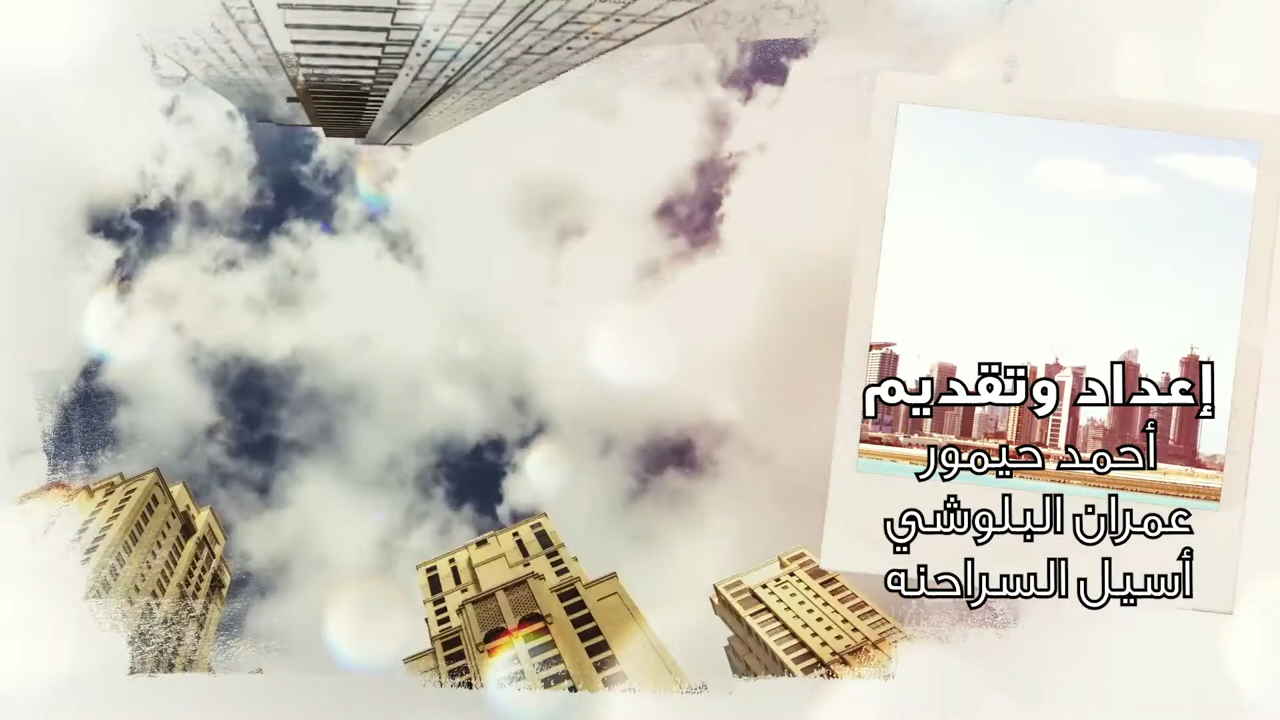 إعداد وتقديم
أحمد حيمور
عمران البلوشي
أسيل السراحنه